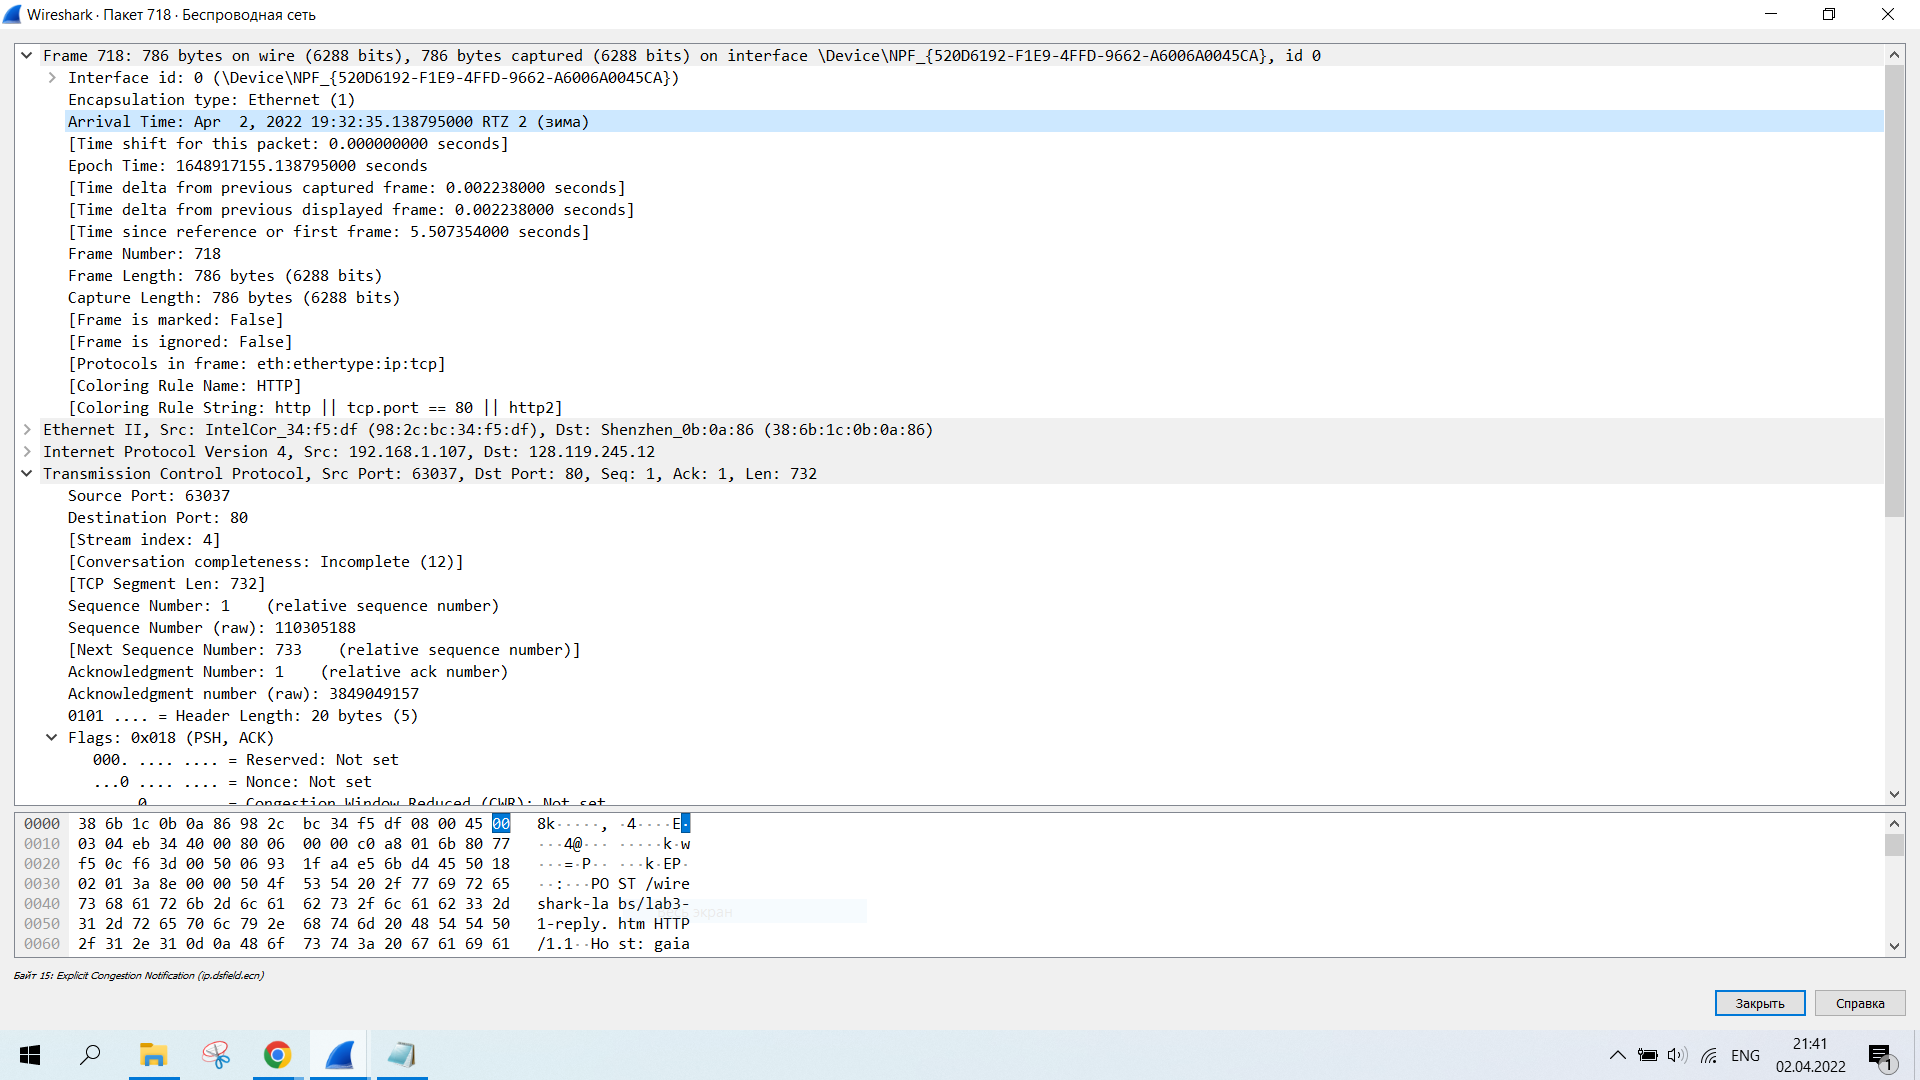 Wireshark · Пакет 718 · Беспроводная сеть
Frame 718: 786 bytes on wire (6288 bits), 786 bytes captured (6288 bits) on interface \Device\NPF_{520D6192-F1E9-4FFD-9662-A6006A0045CA}, id 0
Interface id: 0 (\Device\NPF_{520D6192-F1E9-4FFD-9662-A6006A0045CA})
Encapsulation type: Ethernet (1)
Arrival Time: Apr  2, 2022 19:32:35.138795000 RTZ 2 (зима)
[Time shift for this packet: 0.000000000 seconds]
Epoch Time: 1648917155.138795000 seconds
[Time delta from previous captured frame: 0.002238000 seconds]
[Time delta from previous displayed frame: 0.002238000 seconds]
[Time since reference or first frame: 5.507354000 seconds]
Frame Number: 718
Frame Length: 786 bytes (6288 bits)
Capture Length: 786 bytes (6288 bits)
[Frame is marked: False]
[Frame is ignored: False]
[Protocols in frame: eth:ethertype:ip:tcp]
[Coloring Rule Name: HTTP]
[Coloring Rule String: http || tcp.port == 80 || http2]
Ethernet II, Src: IntelCor_34:f5:df (98:2c:bc:34:f5:df), Dst: Shenzhen_0b:0a:86 (38:6b:1c:0b:0a:86)
Internet Protocol Version 4, Src: 192.168.1.107, Dst: 128.119.245.12
Transmission Control Protocol, Src Port: 63037, Dst Port: 80, Seq: 1, Ack: 1, Len: 732
Source Port: 63037
Destination Port: 80
[Stream index: 4]
[Conversation completeness: Incomplete (12)]
[TCP Segment Len: 732]
Sequence Number: 1    (relative sequence number)
Sequence Number (raw): 110305188
[Next Sequence Number: 733    (relative sequence number)]
Acknowledgment Number: 1    (relative ack number)
Acknowledgment number (raw): 3849049157
0101 .... = Header Length: 20 bytes (5)
Flags: 0x018 (PSH, ACK)
000. .... .... = Reserved: Not set
...0 .... .... = Nonce: Not set
.... 0... .... = Congestion Window Reduced (CWR): Not set
0000 38 6b 1c 0b 0a 86 98 2c bc 34 f5 df 08 00 45 00 8k·····, ·4····E·
0010 03 04 eb 34 40 00 80 06 00 00 c0 a8 01 6b 80 77 ···4@··· ·····k·w
0020 f5 0c f6 3d 00 50 06 93 1f a4 e5 6b d4 45 50 18 ···=·P·· ···k·EP·
0030 02 01 3a 8e 00 00 50 4f 53 54 20 2f 77 69 72 65 ··:···PO ST /wire
0040 73 68 61 72 6b 2d 6c 61 62 73 2f 6c 61 62 33 2d shark-la bs/lab3-
0050 31 2d 72 65 70 6c 79 2e 68 74 6d 20 48 54 54 50 1-reply. htm HTTP
0060 2f 31 2e 31 0d 0a 48 6f 73 74 3a 20 67 61 69 61 /1.1··Ho st: gaia
экран
Байт 15: Explicit Congestion Notification (ip.dsfield.ecn)
Закрыть
Справка
ENG
21:41
02.04.2022
1